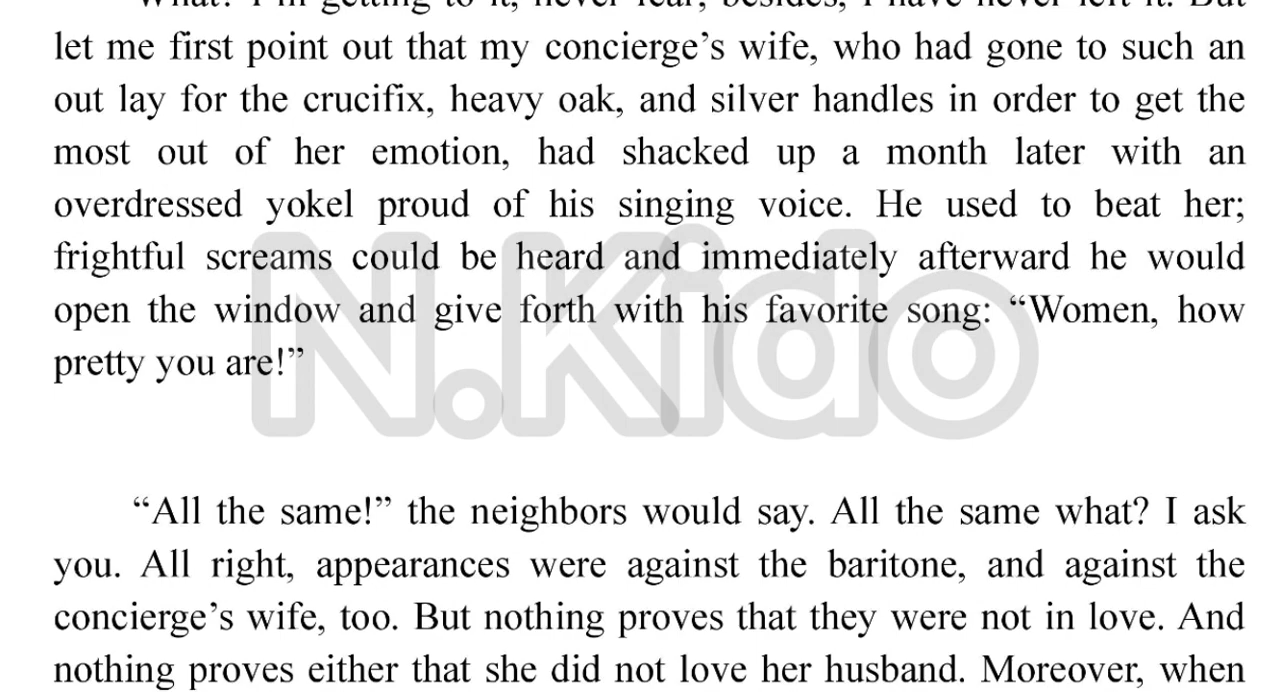 "What? I'm getting to it, never fear; besides, I have never left it. But
let me first point out that my concierge's wife, who had gone to such an
out lay for the crucifix, heavy oak, and silver handles in order to get the
most out of her emotion, had shacked up a month later with an
overdressed yokel proud of his singing voice. He used to beat her;
frightful screams could be heard and immediately afterward he would
open the window and give forth with his favorite song: “Women, how
pretty you are!”
N.Kido
“All the same!” the neighbors would say. All the same what? I ask
you. All right, appearances were against the baritone, and against the
concierge’s wife, too. But nothing proves that they were not in love. And
nothing proves either that she did not love her husband. Moreover, when